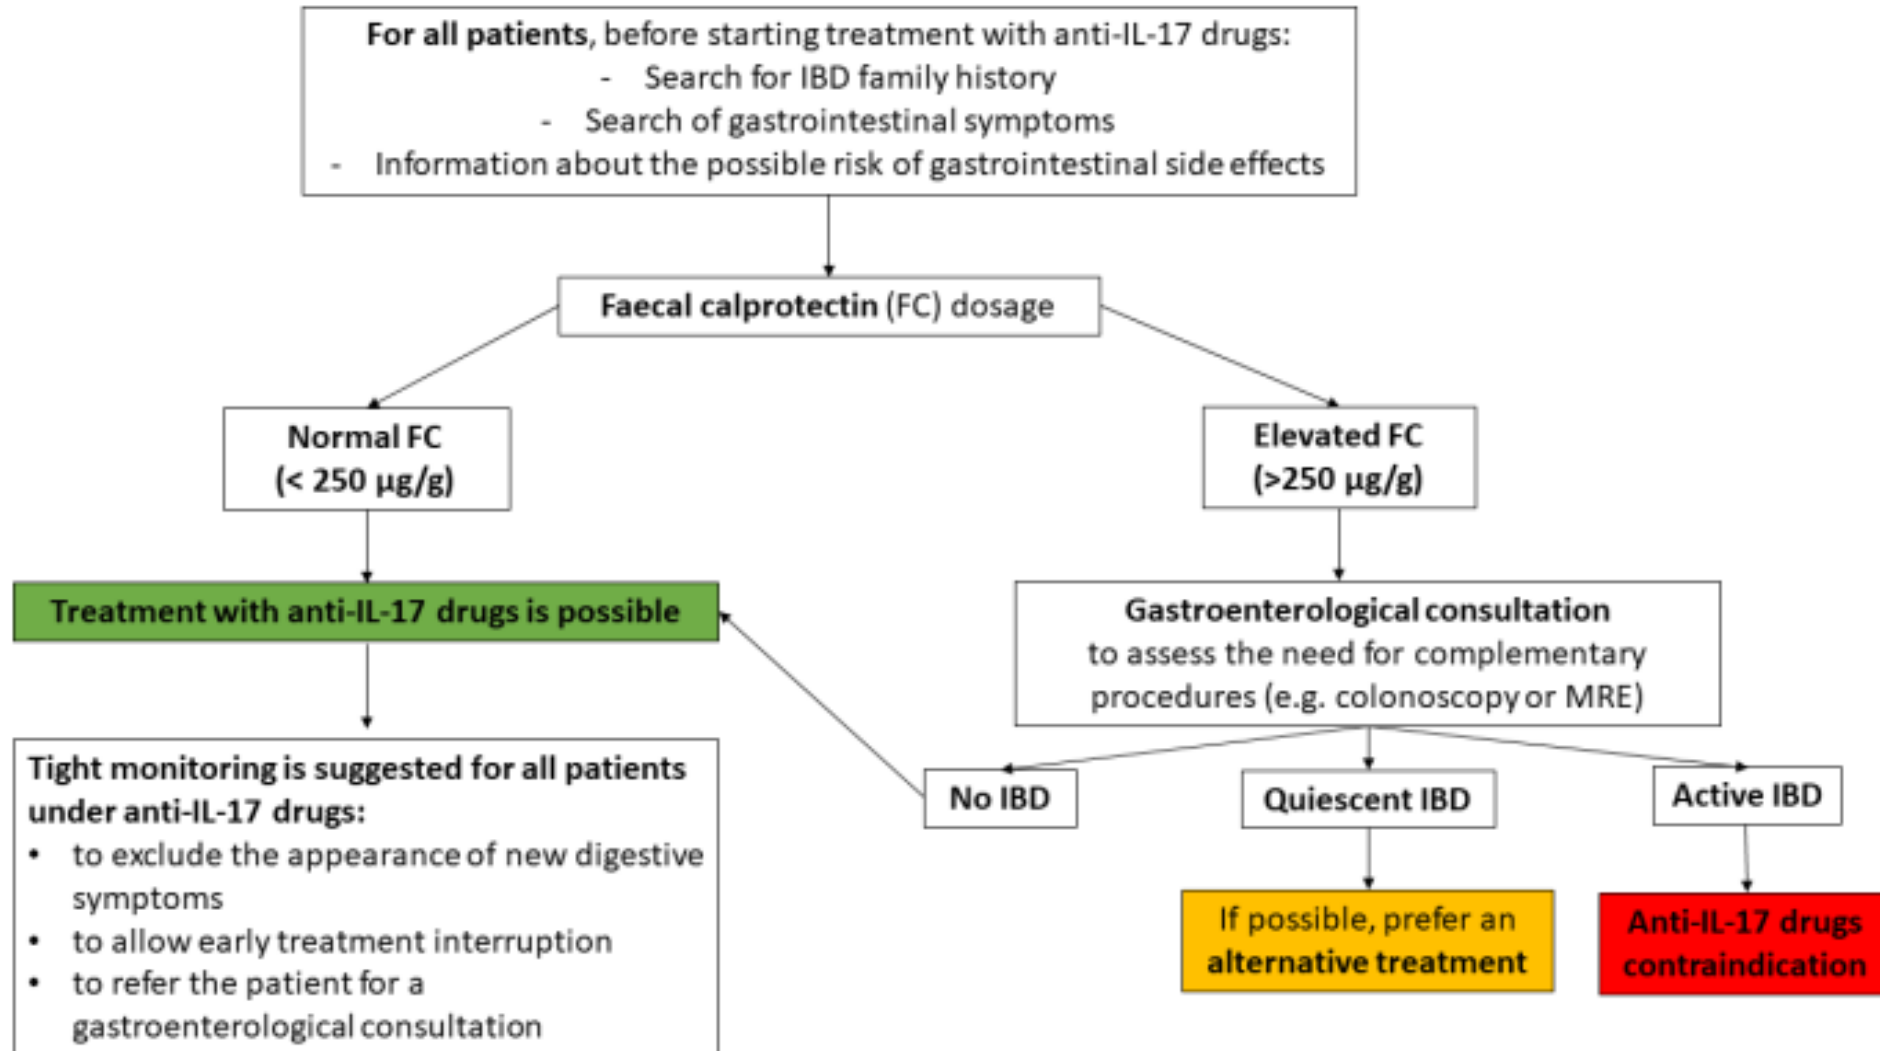 For all patients, before starting treatment with anti-IL-17 drugs:
- Search for IBD family history
- Search of gastrointestinal symptoms
- Information about the possible risk of gastrointestinal side effects
Faecal calprotectin (FC) dosage
Normal FC
(< 250 µg/g)
Elevated FC
(>250 µg/g)
Treatment with anti-IL-17 drugs is possible
Gastroenterological consultation
to assess the need for complementary
procedures (e.g. colonoscopy or MRE)
Tight monitoring is suggested for all patients
under anti-IL-17 drugs:
• to exclude the appearance of new digestive
symptoms
• to allow early treatment interruption
• to refer the patient for a
gastroenterological consultation
No IBD
Quiescent IBD
Active IBD
If possible, prefer an
alternative treatment
Anti-IL-17 drugs
contraindication